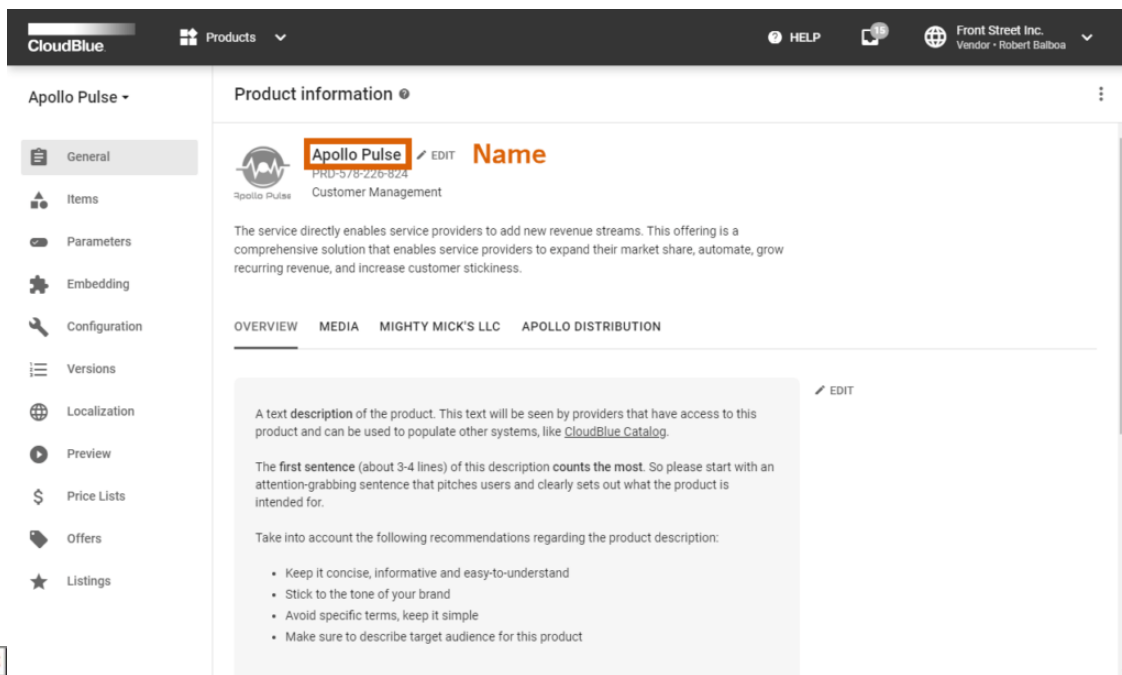 CloudBlue.
Products
HELP
15
Front Street Inc.
Vendor • Robert Balboa
Apollo Pulse
General
Items
Parameters
Embedding
Configuration
Versions
Localization
Preview
Price Lists
Offers
Listings
Product information
Apollo Pulse
Apollo Pulse EDIT Name
PRD-578-226-824
Customer Management
The service directly enables service providers to add new revenue streams. This offering is a
comprehensive solution that enables service providers to expand their market share, automate, grow
recurring revenue, and increase customer stickiness.
OVERVIEW MEDIA MIGHTY MICK'S LLC APOLLO DISTRIBUTION
EDIT
A text description of the product. This text will be seen by providers that have access to this
product and can be used to populate other systems, like CloudBlue Catalog.
The first sentence (about 3-4 lines) of this description counts the most. So please start with an
attention-grabbing sentence that pitches users and clearly sets out what the product is
intended for.
Take into account the following recommendations regarding the product description:
• Keep it concise, informative and easy-to-understand
• Stick to the tone of your brand
• Avoid specific terms, keep it simple
• Make sure to describe target audience for this product